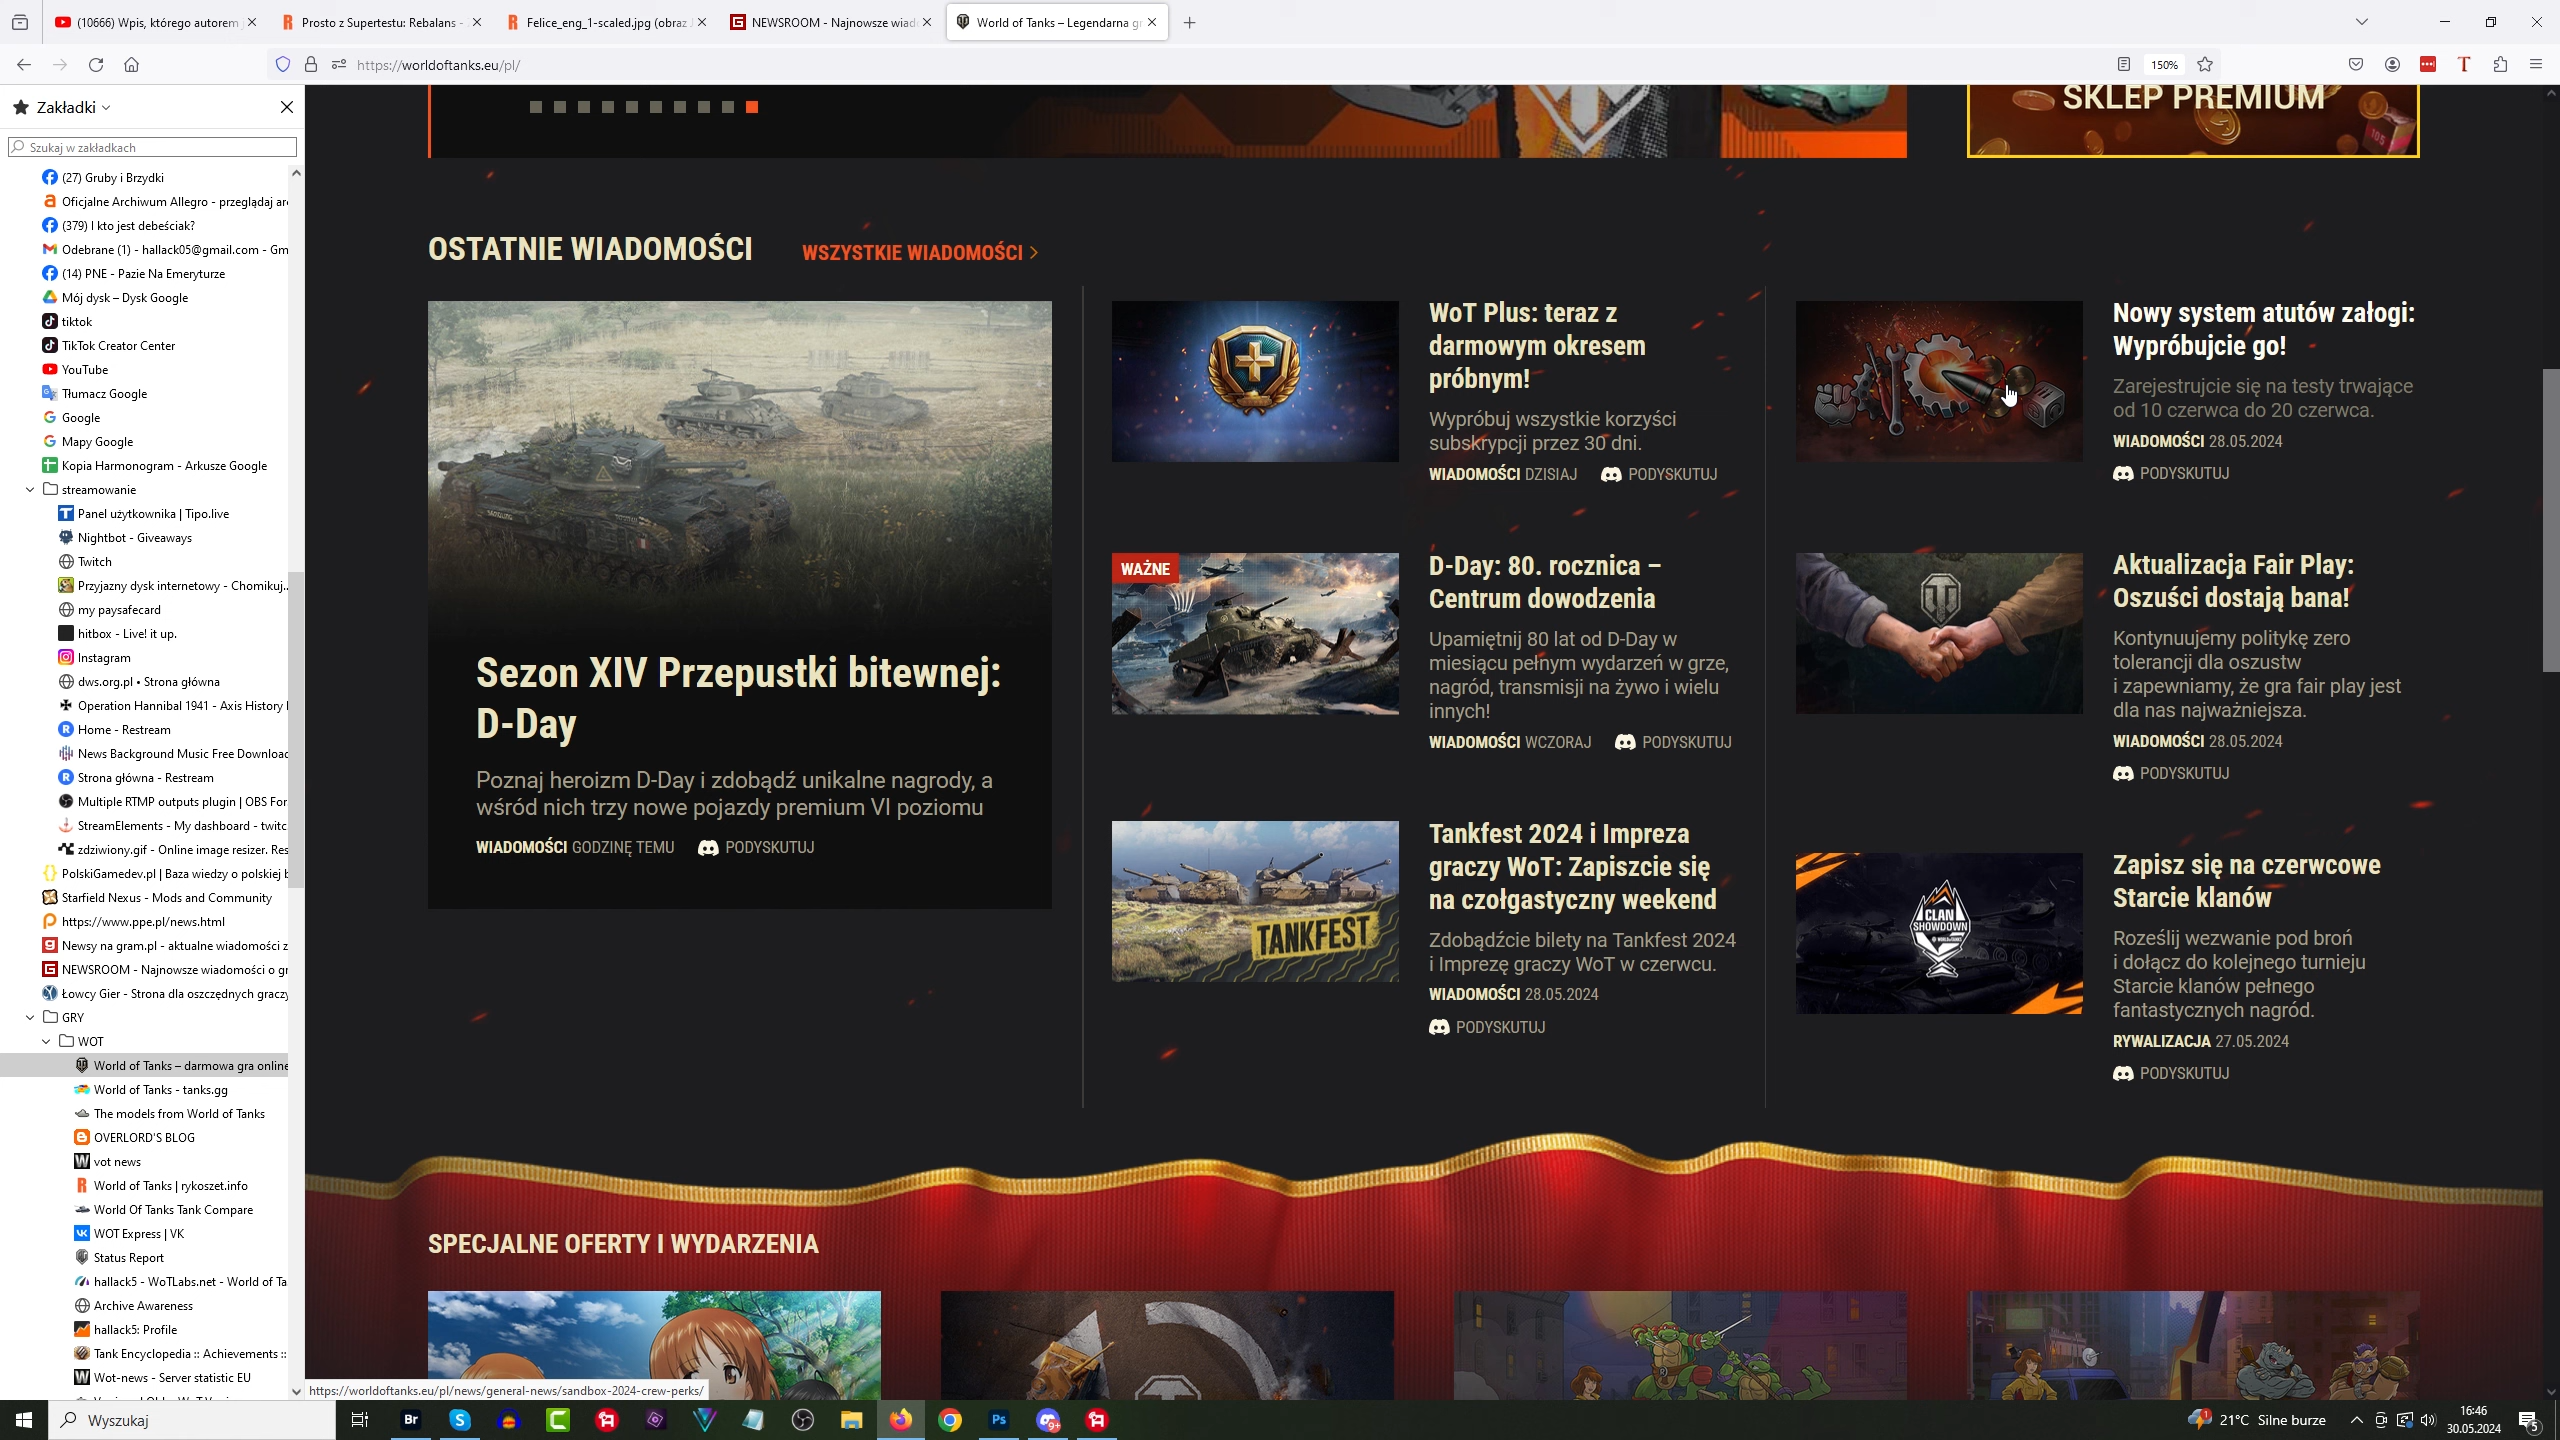 (10666) Wpis, którego autorem j
Prosto z Supertestu: Rebalans -
Felice_eng_1-scaled.jpg (obraz J
NEWSROOM - Najnowsze wiado
World of Tanks – Legendarna gr
https://worldoftanks.eu/pl/
150%
Zakładki
Szukaj w zakładkach
(27) Gruby i Brzydki
Oficjalne Archiwum Allegro - przeglądaj ar
(379) I kto jest debeściak?
Odebrane (1) - hallack05@gmail.com - Gm
(14) PNE - Pazie Na Emeryturze
Mój dysk – Dysk Google
tiktok
TikTok Creator Center
YouTube
Tłumacz Google
Google
Mapy Google
Kopia Harmonogram - Arkusze Google
streamowanie
Panel użytkownika | Tipo.live
Nightbot - Giveaways
Twitch
Przyjazny dysk internetowy - Chomikuj..
my paysafecard
hitbox - Live! it up.
Instagram
dws.org.pl • Strona główna
Operation Hannibal 1941 - Axis History
Home - Restream
News Background Music Free Downloac
Strona główna - Restream
Multiple RTMP outputs plugin | OBS For
StreamElements - My dashboard - twitc
zdziwiony.gif - Online image resizer. Res
PolskiGamedev.pl | Baza wiedzy o polskiej b
Starfield Nexus - Mods and Community
https://www.ppe.pl/news.html
Newsy na gram.pl - aktualne wiadomości z
NEWSROOM - Najnowsze wiadomości o gr
Łowcy Gier - Strona dla oszczędnych graczy
GRY
WOT
World of Tanks – darmowa gra online
World of Tanks - tanks.gg
The models from World of Tanks
OVERLORD'S BLOG
vot news
World of Tanks | rykoszet.info
World Of Tanks Tank Compare
WOT Express | VK
Status Report
hallack5 - WoTLabs.net - World of Ta
Archive Awareness
hallack5: Profile
Tank Encyclopedia :: Achievements ::
Wot-news - Server statistic EU
SKLEP PREMIUM
OSTATNIE WIADOMOŚCI
WSZYSTKIE WIADOMOŚCI
Sezon XIV Przepustki bitewnej:
D-Day
Poznaj heroizm D-Day i zdobądź unikalne nagrody, a
wśród nich trzy nowe pojazdy premium VI poziomu
WIADOMOŚCI GODZINĘ TEMU PODYSKUTUJ
WoT Plus: teraz z
darmowym okresem
próbnym!
Wypróbuj wszystkie korzyści
subskrypcji przez 30 dni.
WIADOMOŚCI DZISIAJ PODYSKUTUJ
WAŻNE
D-Day: 80. rocznica –
Centrum dowodzenia
Upamiętnij 80 lat od D-Day w
miesiącu pełnym wydarzeń w grze,
nagród, transmisji na żywo i wielu
innych!
WIADOMOŚCI WCZORAJ PODYSKUTUJ
TANKFEST
Tankfest 2024 i Impreza
graczy WoT: Zapiszcie się
na czołgastyczny weekend
Zdobądźcie bilety na Tankfest 2024
i Imprezę graczy WoT w czerwcu.
WIADOMOŚCI 28.05.2024
PODYSKUTUJ
Nowy system atutów załogi:
Wypróbujcie go!
Zarejestrujcie się na testy trwające
od 10 czerwca do 20 czerwca.
WIADOMOŚCI 28.05.2024
PODYSKUTUJ
Aktualizacja Fair Play:
Oszuści dostają bana!
Kontynuujemy politykę zero
tolerancji dla oszustw
i zapewniamy, że gra fair play jest
dla nas najważniejsza.
WIADOMOŚCI 28.05.2024
PODYSKUTUJ
CLAN
SHOWDOWN
Zapisz się na czerwcowe
Starcie klanów
Roześlij wezwanie pod broń
i dołącz do kolejnego turnieju
Starcie klanów pełnego
fantastycznych nagród.
RYWALIZACJA 27.05.2024
PODYSKUTUJ
SPECJALNE OFERTY I WYDARZENIA
https://worldoftanks.eu/pl/news/general-news/sandbox-2024-crew-perks/
Wyszukaj
Br
Ps
9+
1
21°C Silne burze
16:46
30.05.2024
5